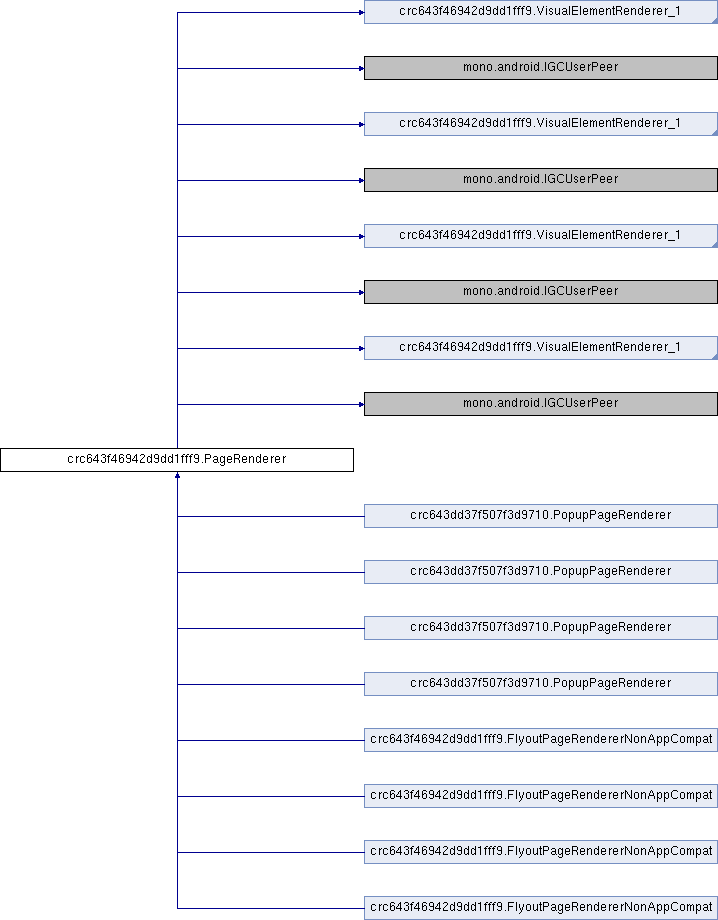 crc643f46942d9dd1fff9.VisualElementRenderer_1
mono.android.IGCUserPeer
crc643f46942d9dd1fff9.VisualElementRenderer_1
mono.android.IGCUserPeer
crc643f46942d9dd1fff9.VisualElementRenderer_1
mono.android.IGCUserPeer
crc643f46942d9dd1fff9.VisualElementRenderer_1
mono.android.IGCUserPeer
crc643f46942d9dd1fff9.PageRenderer
crc643dd37f507f3d9710.PopupPageRenderer
crc643dd37f507f3d9710.PopupPageRenderer
crc643dd37f507f3d9710.PopupPageRenderer
crc643dd37f507f3d9710.PopupPageRenderer
crc643f46942d9dd1fff9.FlyoutPageRendererNonAppCompat
crc643f46942d9dd1fff9.FlyoutPageRendererNonAppCompat
crc643f46942d9dd1fff9.FlyoutPageRendererNonAppCompat
crc643f46942d9dd1fff9.FlyoutPageRendererNonAppCompat